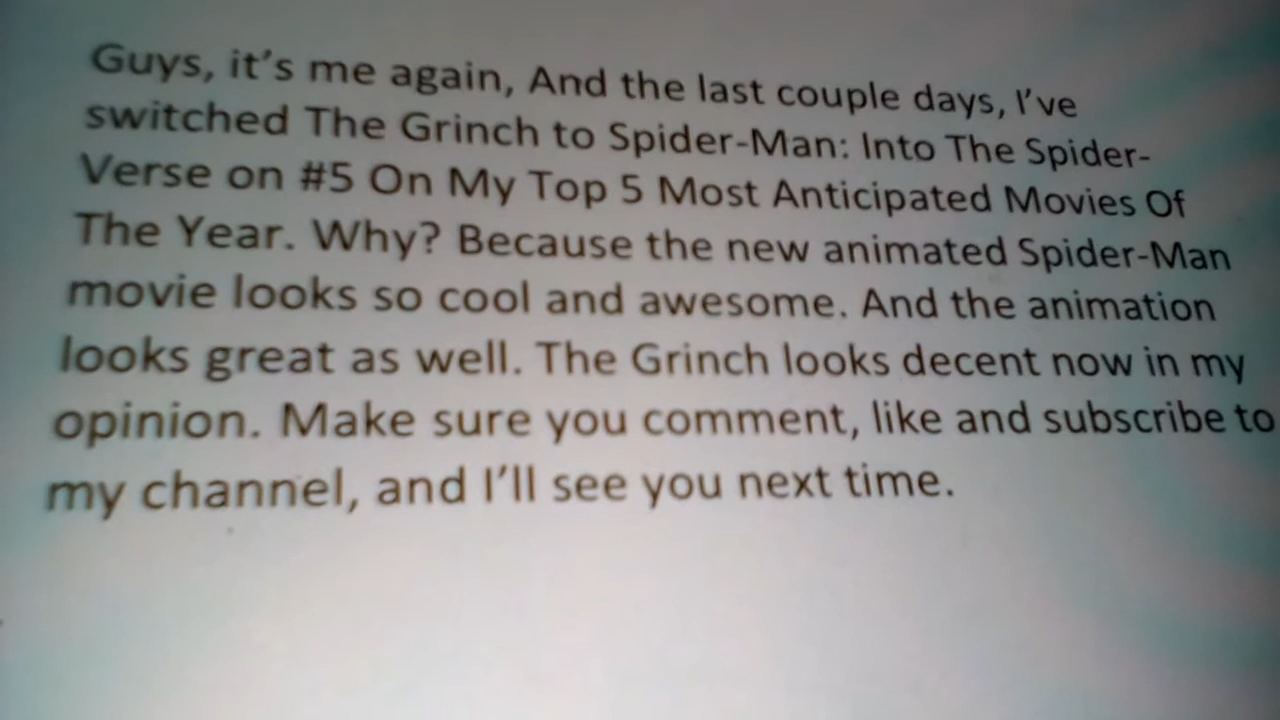 Guys, it's me again, And the last couple days, I've
switched The Grinch to Spider-Man: Into The Spider-
Verse on #5 On My Top 5 Most Anticipated Movies Of
The Year. Why? Because the new animated Spider-Man
movie looks so cool and awesome. And the animation
looks great as well. The Grinch looks decent now in my
opinion. Make sure you comment, like and subscribe to
my channel, and I'll see you next time.